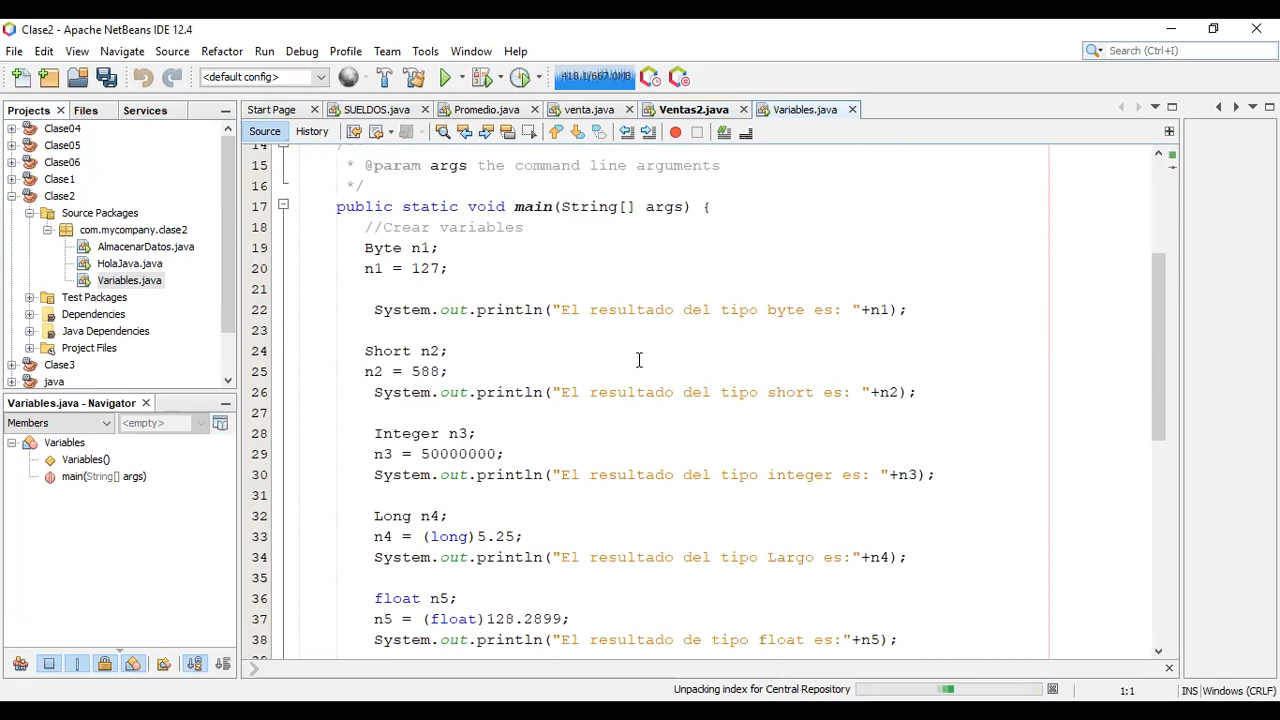 Clase2 - Apache NetBeans IDE 12.4
File Edit View Navigate Source Refactor Run Debug Profile Team Tools Window Help
Search (Ctrl+I)
<default config>
418.1/667.0MB
Projects Files Services
Clase04
Clase05
Clase06
Clase1
Clase2
Source Packages
com.mycompany.clase2
AlmacenarDatos.java
HolaJava.java
Variables.java
Test Packages
Dependencies
Java Dependencies
Project Files
Clase3
java
Variables.java - Navigator
Members <empty>
Variables
Variables()
main(String[] args)
Start Page SUELDOS.java Promedio.java venta.java Ventas2.java Variables.java
Source History
14 /**
15 * @param args the command line arguments
16 */
17 public static void main(String[] args) {
18 //Crear variables
19 Byte n1;
20 n1 = 127;
21
22 System.out.println("El resultado del tipo byte es: "+n1);
23
24 Short n2;
25 n2 = 588;
26 System.out.println("El resultado del tipo short es: "+n2);
27
28 Integer n3;
29 n3 = 50000000;
30 System.out.println("El resultado del tipo integer es: "+n3);
31
32 Long n4;
33 n4 = (long)5.25;
34 System.out.println("El resultado del tipo Largo es:"+n4);
35
36 float n5;
37 n5 = (float)128.2899;
38 System.out.println("El resultado de tipo float es:"+n5);
Unpacking index for Central Repository
1:1 INS Windows (CRLF)